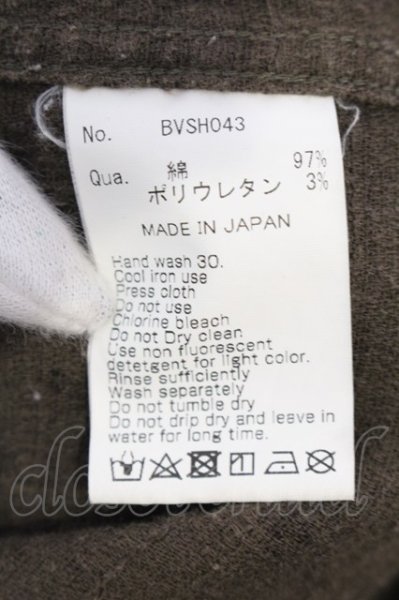 No. BVSH043
Qua. 綿 97%
ポリウレタン 3%
MADE IN JAPAN
Hand wash 30.
Cool iron use
Press cloth
Do not use
Chlorine bleach
Do not Dry clean.
Use non fluorescent
detetgent for light color.
Rinse sufficiently
Wash separately
Do not tumble dry
Do not drip dry and leave in
water for long time.
closetchild